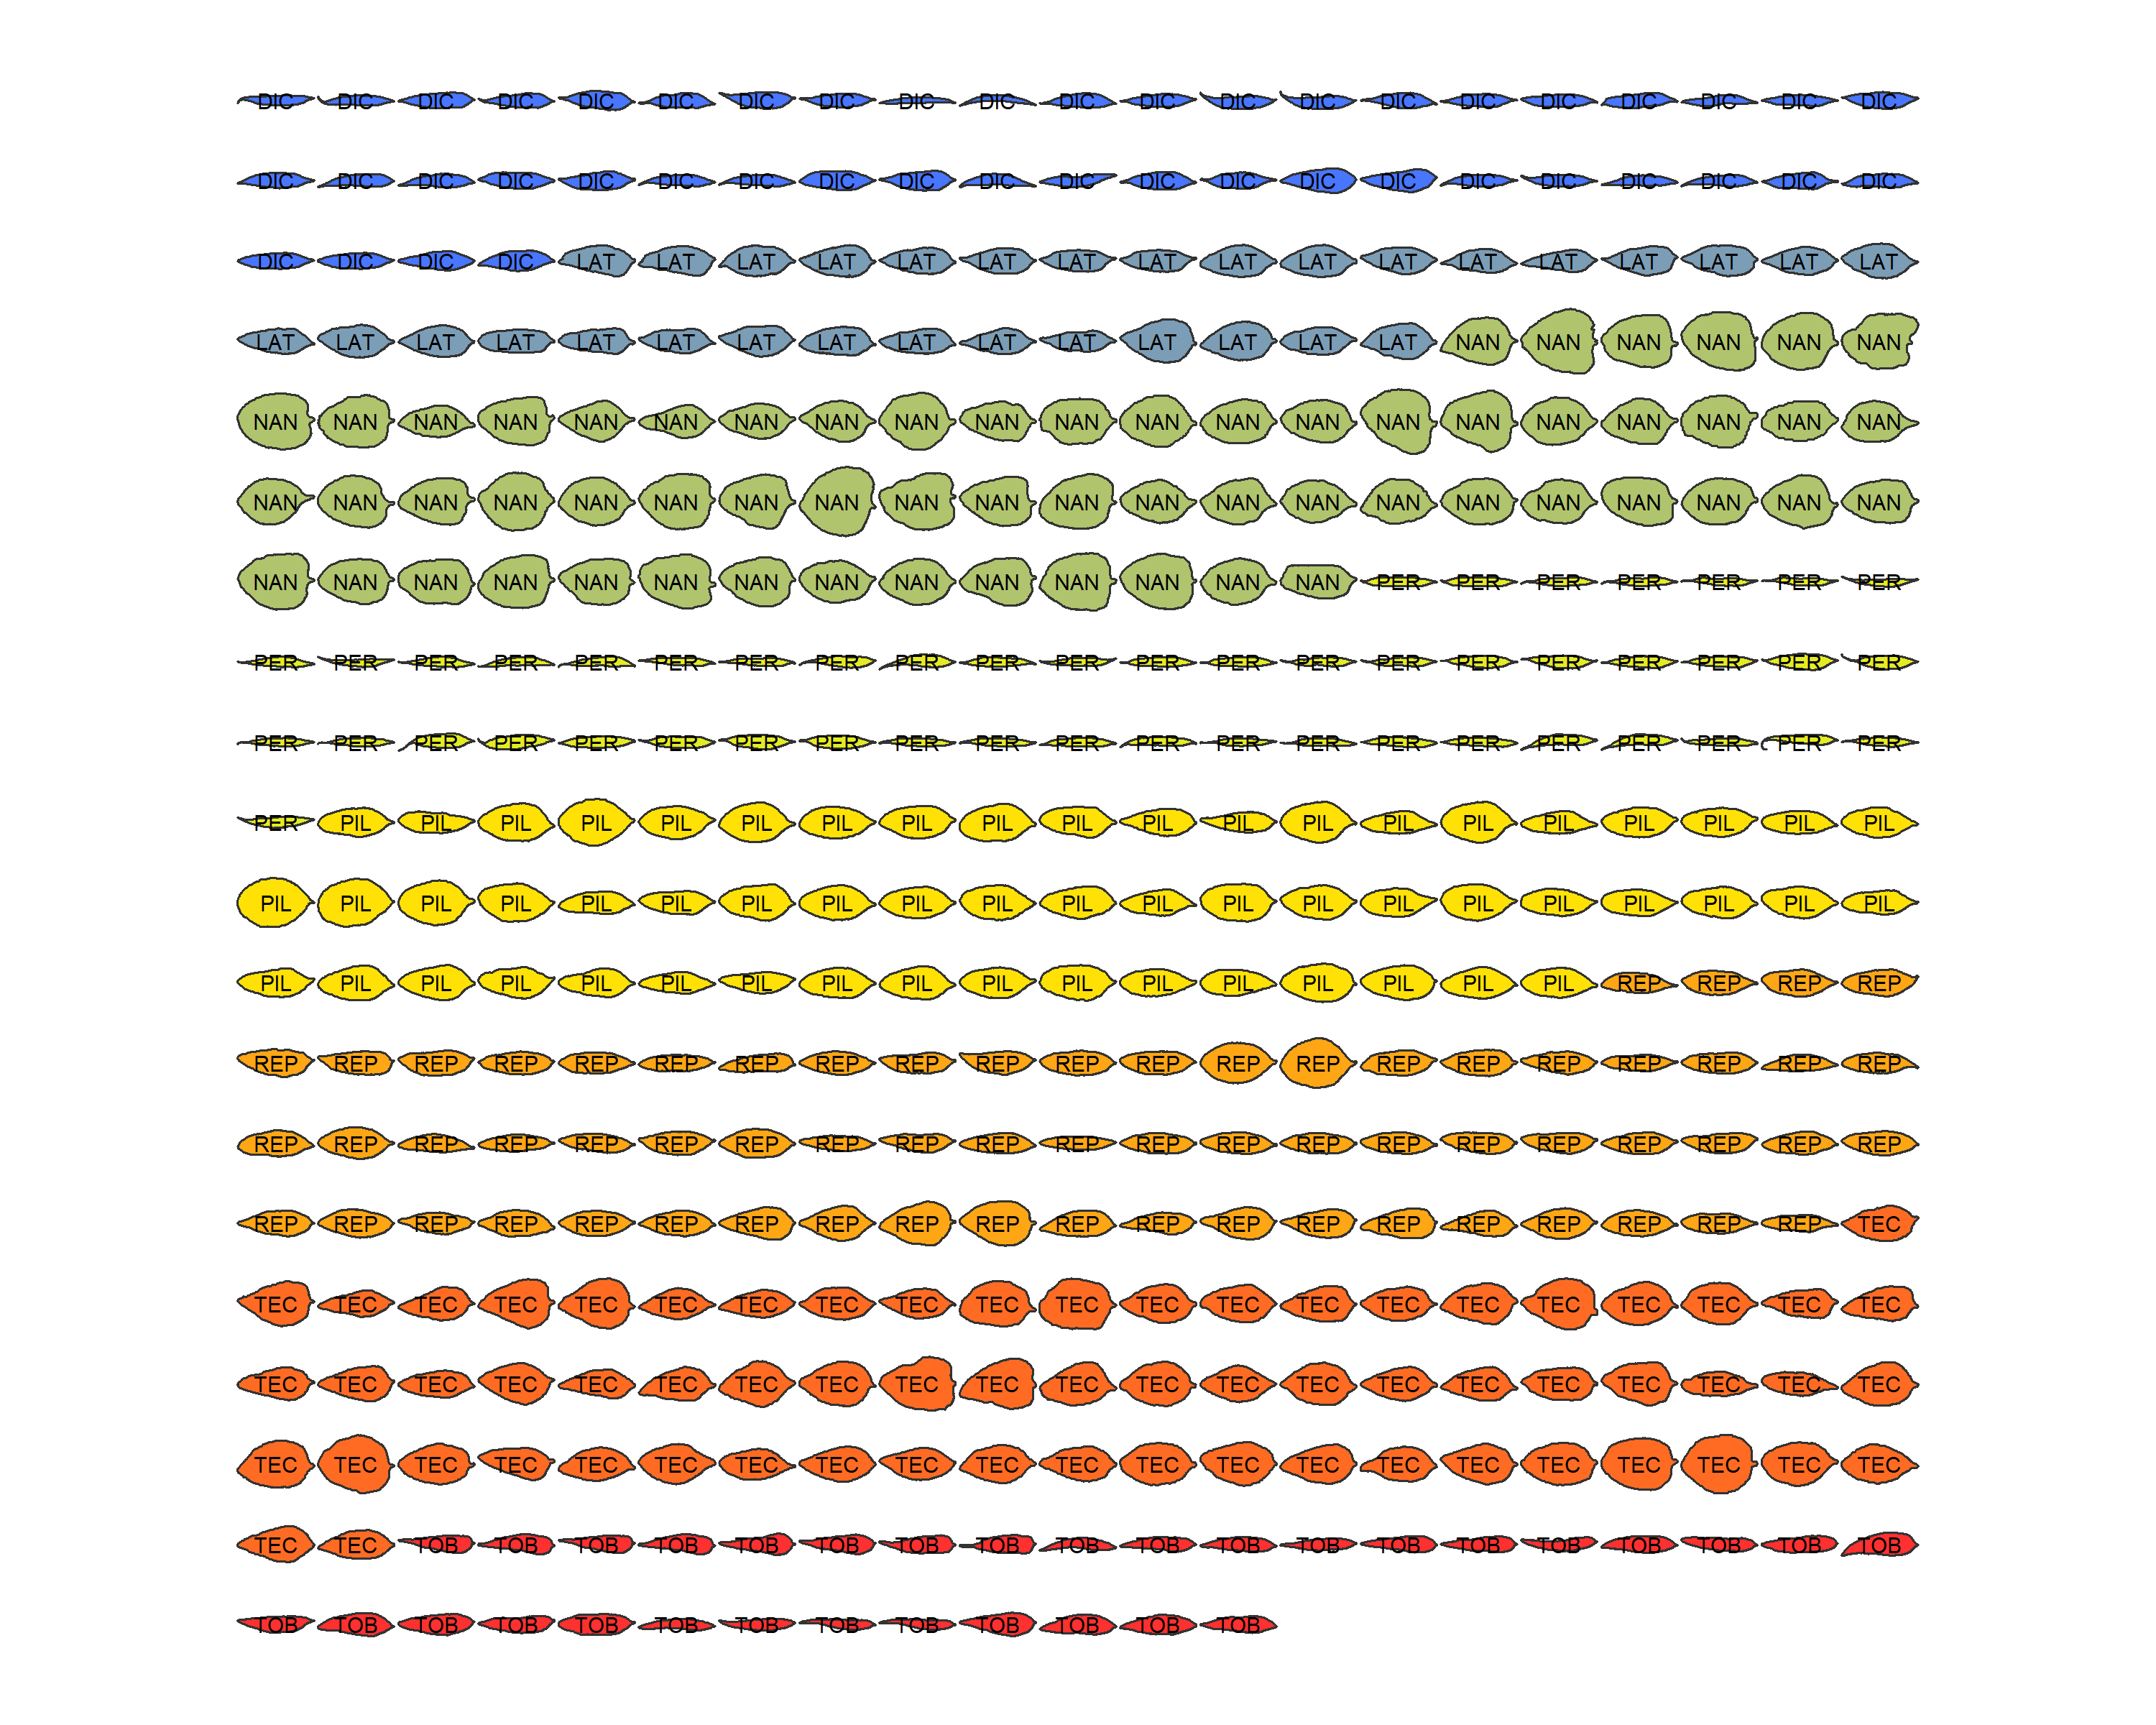 DIC DIC DIC DIC DIC DIC DIC DIC DIC DIC DIC DIC DIC DIC DIC DIC DIC DIC DIC DIC DIC
DIC DIC DIC DIC DIC DIC DIC DIC DIC DIC DIC DIC DIC DIC DIC DIC DIC DIC DIC DIC DIC
DIC DIC DIC DIC LAT LAT LAT LAT LAT LAT LAT LAT LAT LAT LAT LAT LAT LAT LAT LAT LAT
LAT LAT LAT LAT LAT LAT LAT LAT LAT LAT LAT LAT LAT LAT LAT NAN NAN NAN NAN NAN NAN
NAN NAN NAN NAN NAN NAN NAN NAN NAN NAN NAN NAN NAN NAN NAN NAN NAN NAN NAN NAN NAN
NAN NAN NAN NAN NAN NAN NAN NAN NAN NAN NAN NAN NAN NAN NAN NAN NAN NAN NAN NAN NAN
NAN NAN NAN NAN NAN NAN NAN NAN NAN NAN NAN NAN NAN NAN PER PER PER PER PER PER PER
PER PER PER PER PER PER PER PER PER PER PER PER PER PER PER PER PER PER PER PER PER
PER PER PER PER PER PER PER PER PER PER PER PER PER PER PER PER PER PER PER PER PER
PER PIL PIL PIL PIL PIL PIL PIL PIL PIL PIL PIL PIL PIL PIL PIL PIL PIL PIL PIL PIL
PIL PIL PIL PIL PIL PIL PIL PIL PIL PIL PIL PIL PIL PIL PIL PIL PIL PIL PIL PIL PIL
PIL PIL PIL PIL PIL PIL PIL PIL PIL PIL PIL PIL PIL PIL PIL PIL PIL REP REP REP REP
REP REP REP REP REP REP REP REP REP REP REP REP REP REP REP REP REP REP REP REP REP
REP REP REP REP REP REP REP REP REP REP REP REP REP REP REP REP REP REP REP REP REP
REP REP REP REP REP REP REP REP REP REP REP REP REP REP REP REP REP REP REP REP TEC
TEC TEC TEC TEC TEC TEC TEC TEC TEC TEC TEC TEC TEC TEC TEC TEC TEC TEC TEC TEC TEC
TEC TEC TEC TEC TEC TEC TEC TEC TEC TEC TEC TEC TEC TEC TEC TEC TEC TEC TEC TEC TEC
TEC TEC TEC TEC TEC TEC TEC TEC TEC TEC TEC TEC TEC TEC TEC TEC TEC TEC TEC TEC TEC
TEC TEC TOB TOB TOB TOB TOB TOB TOB TOB TOB TOB TOB TOB TOB TOB TOB TOB TOB TOB TOB
TOB TOB TOB TOB TOB TOB TOB TOB TOB TOB TOB TOB TOB